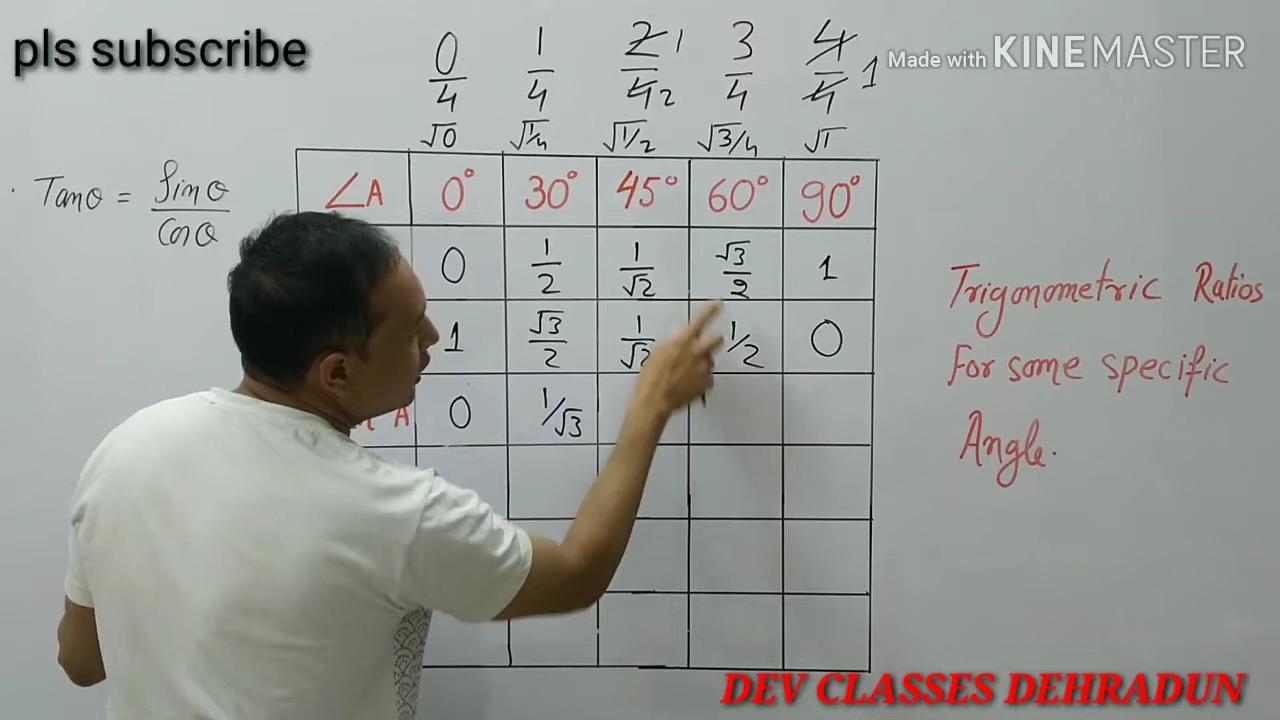 pls subscribe
Made with KINEMASTER
0/4 1/4 2/4 1/2 3/4 4/4 1
√0 √1/4 √1/2 √3/4 √1
Tanθ = Sinθ/Cosθ
∠A 0° 30° 45° 60° 90°
0 1/2 1/√2 √3/2 1
1 √3/2 1/√2 1/2 0
A 0 1/√3
Trigonometric Ratios
For some specific
Angle.
DEV CLASSES DEHRADUN